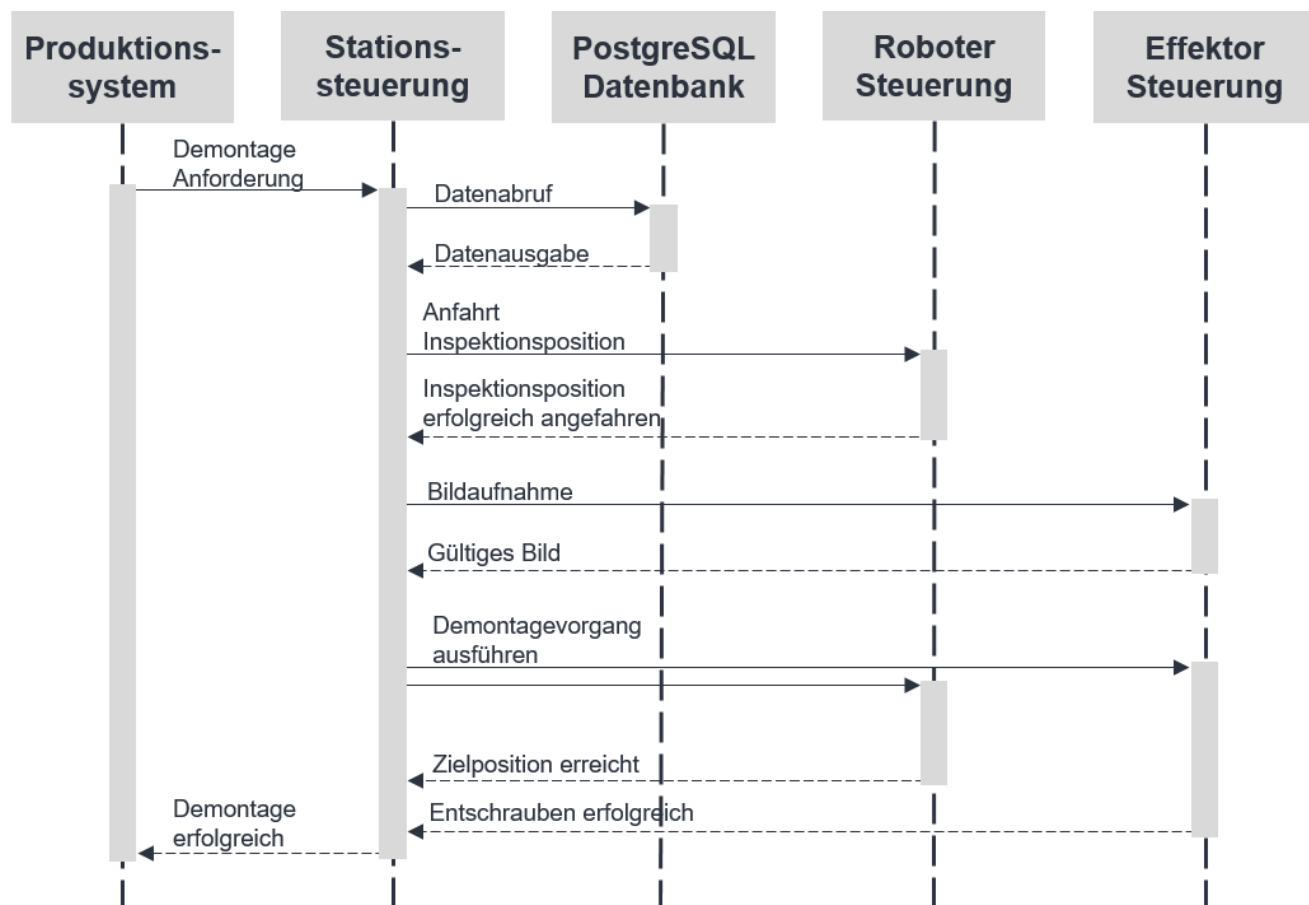 Produktions-
system
Stations-
steuerung
PostgreSQL
Datenbank
Roboter
Steuerung
Effektor
Steuerung
Demontage
Anforderung
Datenabruf
Datenausgabe
Anfahrt
Inspektionsposition
Inspektionsposition
erfolgreich angefahren
Bildaufnahme
Gültiges Bild
Demontagevorgang
ausführen
Zielposition erreicht
Entschrauben erfolgreich
Demontage
erfolgreich